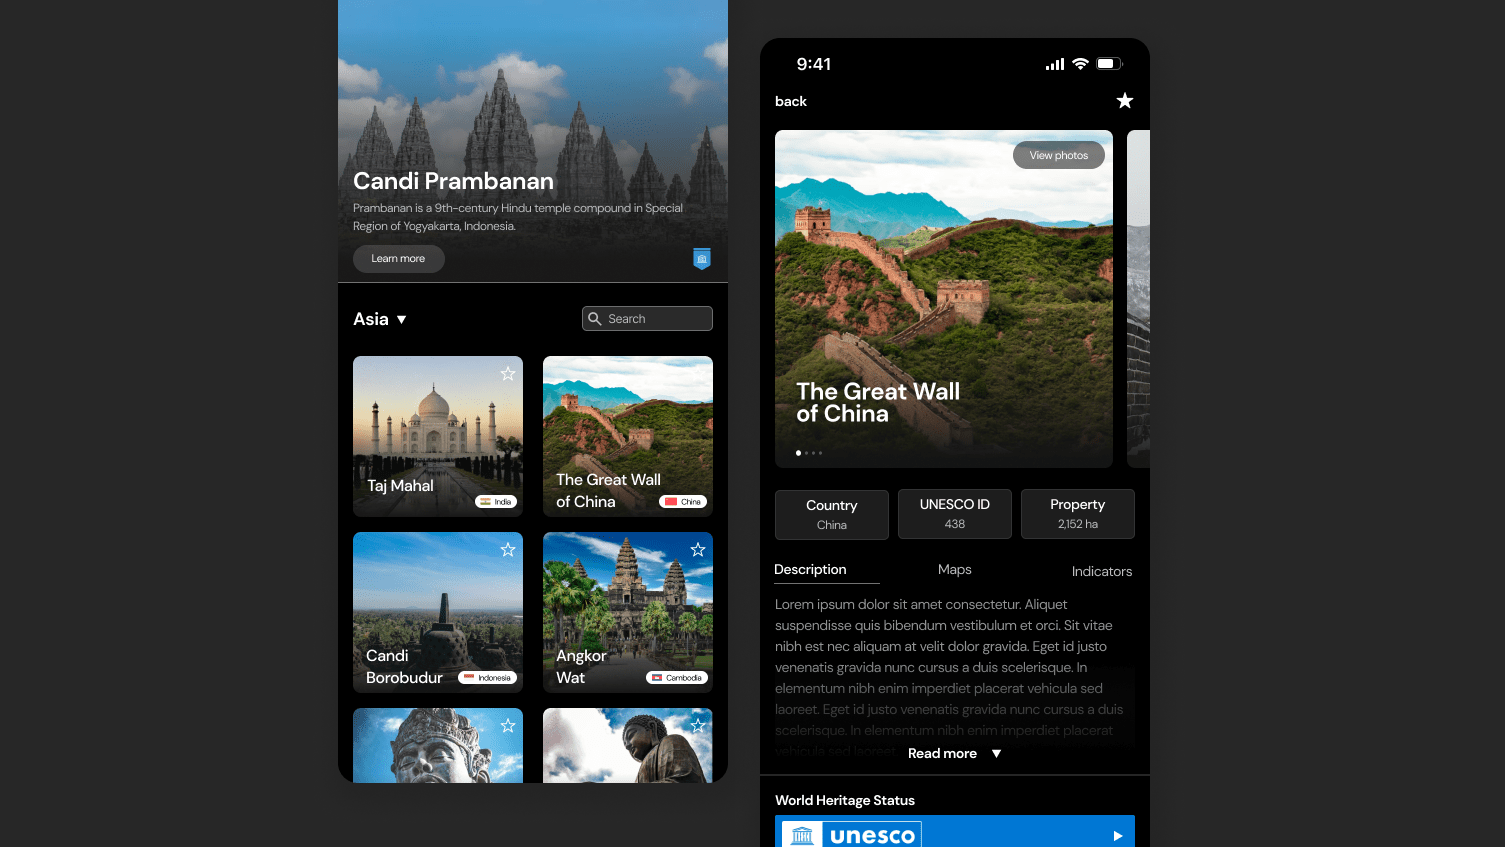 Candi Prambanan
Prambanan is a 9th-century Hindu temple compound in Special
Region of Yogyakarta, Indonesia.
Learn more
Asia
Search
Taj Mahal
India
The Great Wall
of China
China
Candi
Borobudur
Indonesia
Angkor
Wat
Cambodia
9:41
back
View photos
The Great Wall
of China
Country
China
UNESCO ID
438
Property
2,152 ha
Description
Maps
Indicators
Lorem ipsum dolor sit amet consectetur. Aliquet
suspendisse quis bibendum vestibulum et orci. Sit vitae
nibh est nec aliquam at velit dolor gravida. Eget id justo
venenatis gravida nunc cursus a duis scelerisque. In
elementum nibh enim imperdiet placerat vehicula sed
laoreet. Eget id justo venenatis gravida nunc cursus a duis
scelerisque. In elementum nibh enim imperdiet placerat
vehicula sed laoreet.
Read more
World Heritage Status
unesco